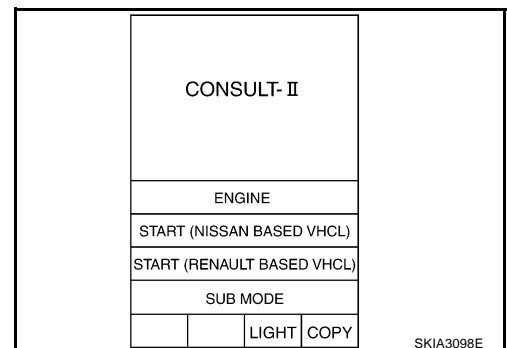 CONSULT-II
ENGINE
START (NISSAN BASED VHCL)
START (RENAULT BASED VHCL)
SUB MODE
LIGHT COPY
SKIA3098E